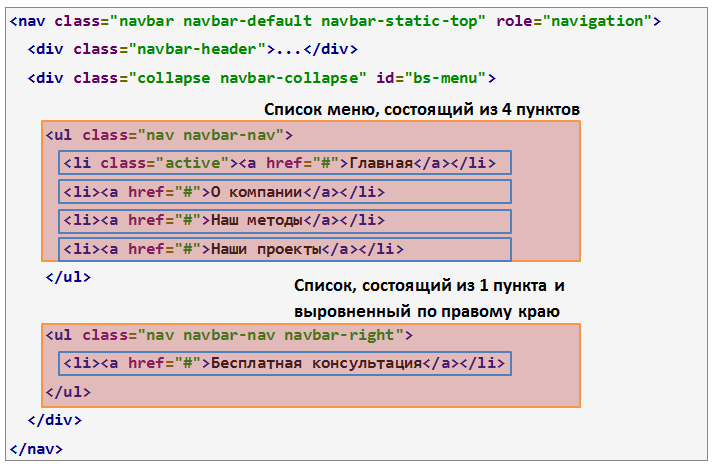 <nav class="navbar navbar-default navbar-static-top" role="navigation">
<div class="navbar-header">...</div>
<div class="collapse navbar-collapse" id="bs-menu">
Список меню, состоящий из 4 пунктов
<ul class="nav navbar-nav">
<li class="active"><a href="#">Главная</a></li>
<li><a href="#">О компании</a></li>
<li><a href="#">Наш методы</a></li>
<li><a href="#">Наши проекты</a></li>
</ul>
Список, состоящий из 1 пункта и
выровненный по правому краю
<ul class="nav navbar-nav navbar-right">
<li><a href="#">Бесплатная консультация</a></li>
</ul>
</div>
</nav>